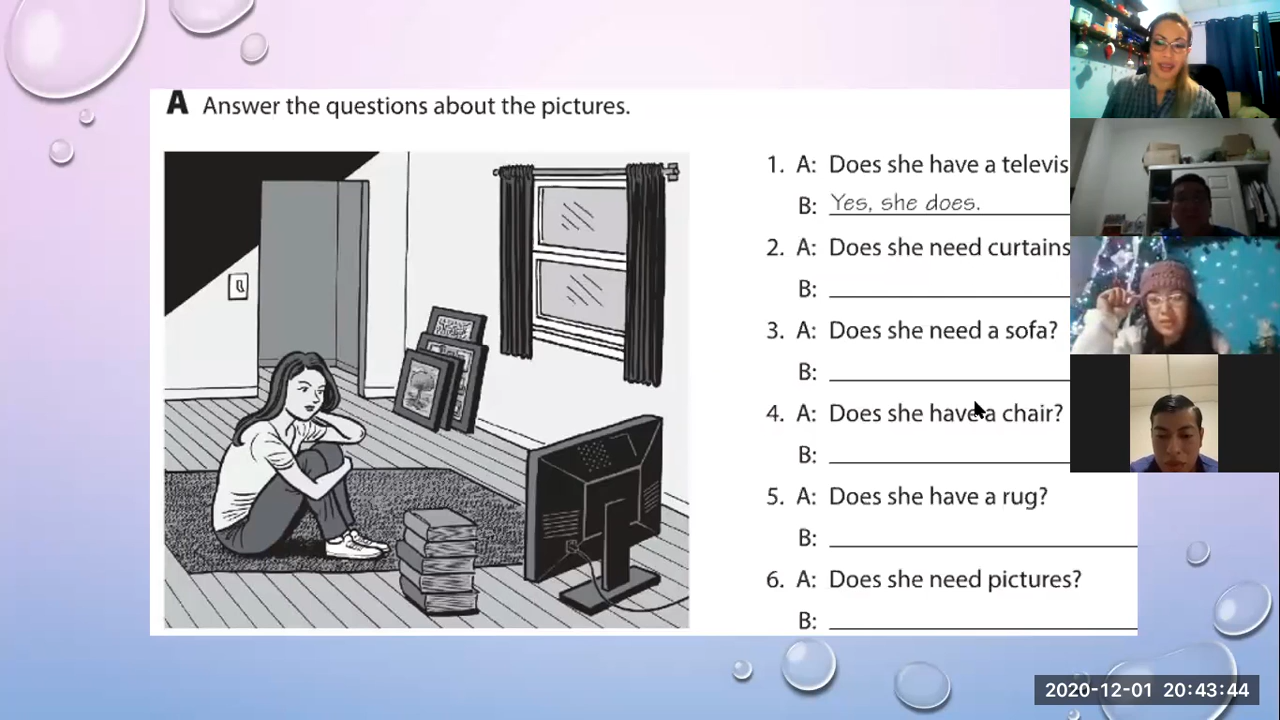 A Answer the questions about the pictures.
1. A: Does she have a televis
B: Yes, she does.
2. A: Does she need curtains
B:
3. A: Does she need a sofa?
B:
4. A: Does she have a chair?
B:
5. A: Does she have a rug?
B:
6. A: Does she need pictures?
B:
2020-12-01 20:43:44